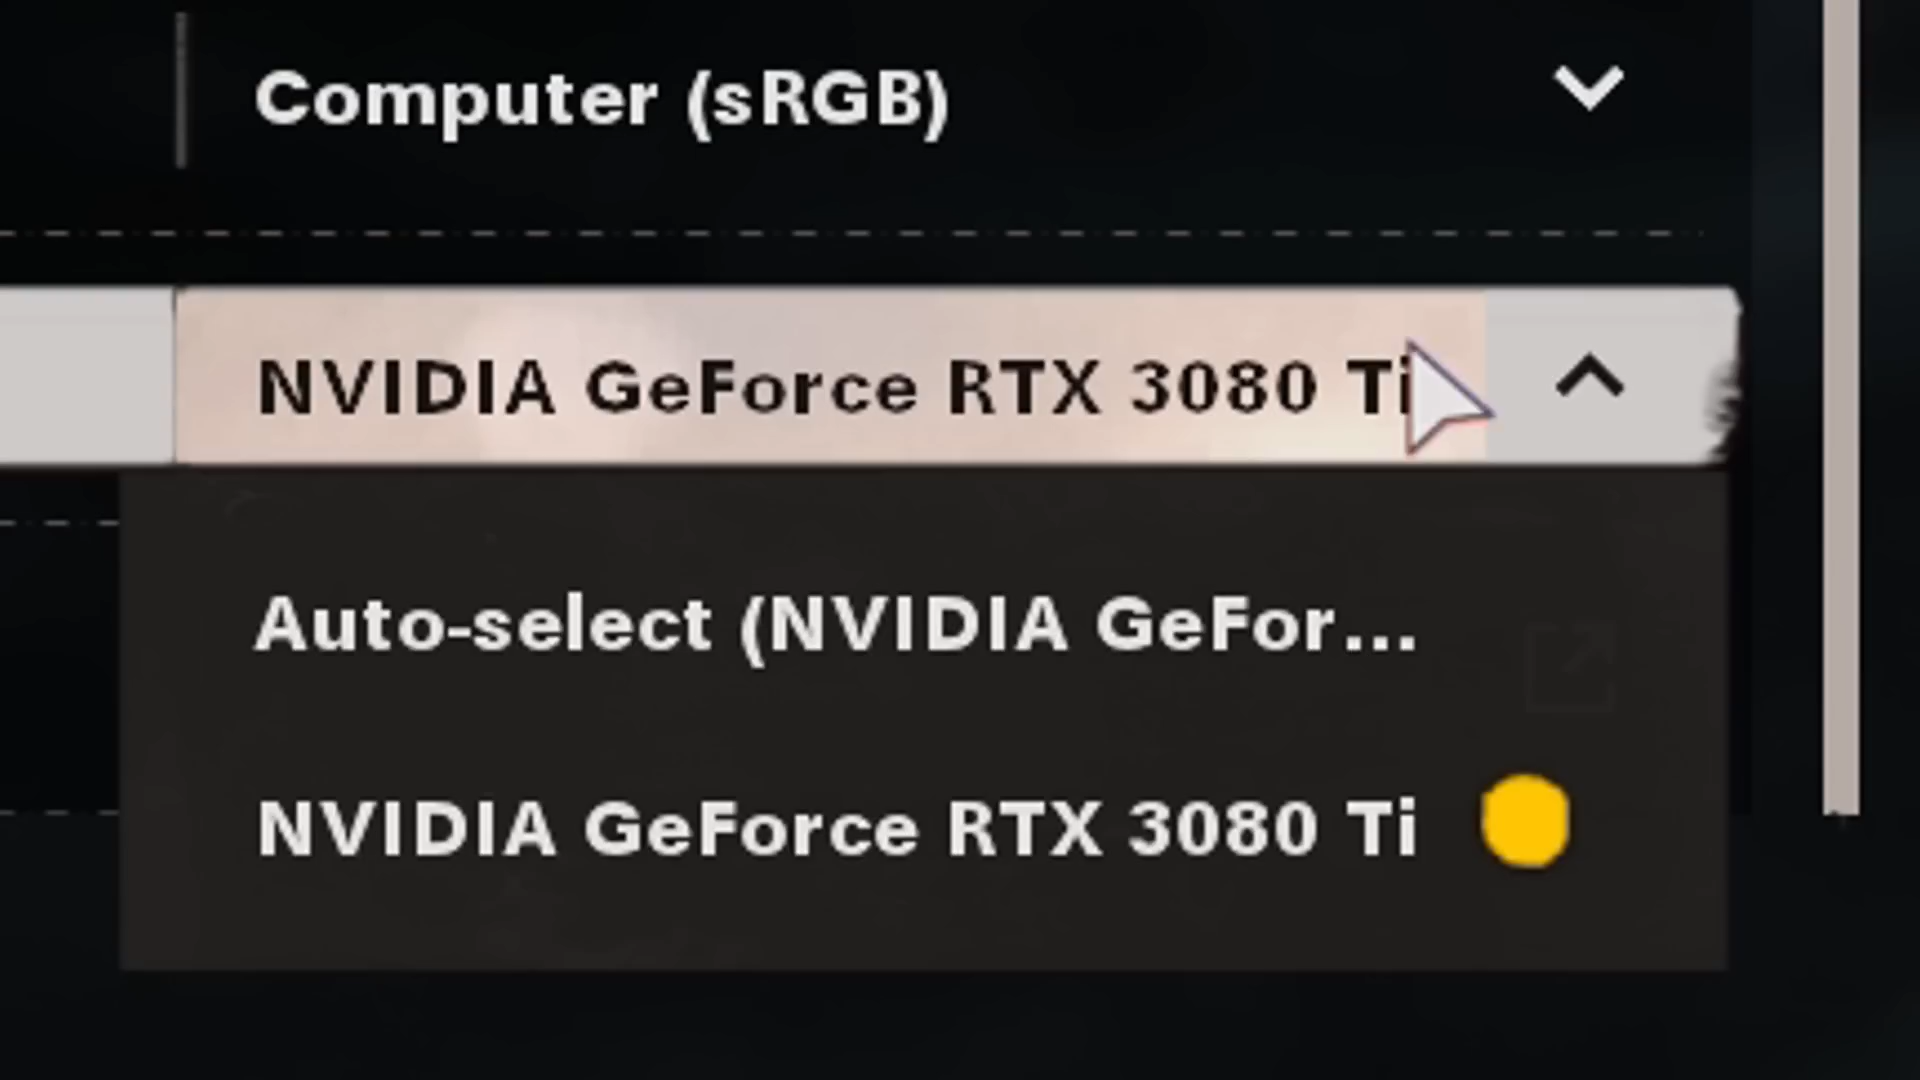 Computer (sRGB)
NVIDIA GeForce RTX 3080 Ti
Auto-select (NVIDIA GeFor...
NVIDIA GeForce RTX 3080 Ti